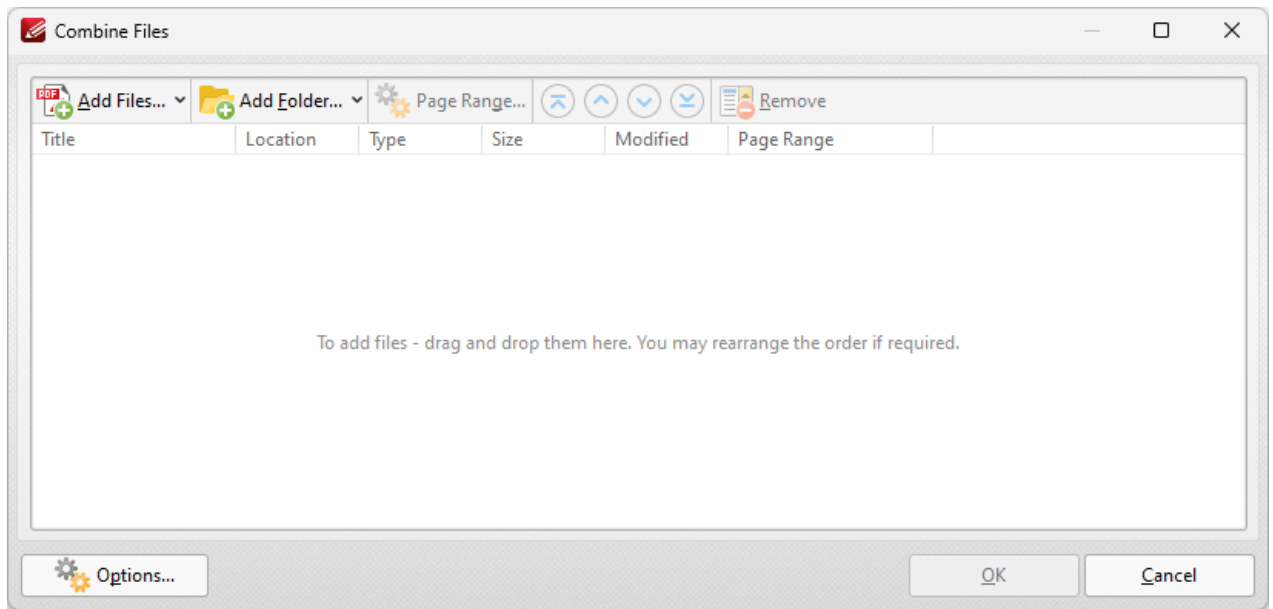 Combine Files
PDF Add Files... Add Folder... Page Range... Remove
Title Location Type Size Modified Page Range
To add files - drag and drop them here. You may rearrange the order if required.
Options... OK Cancel